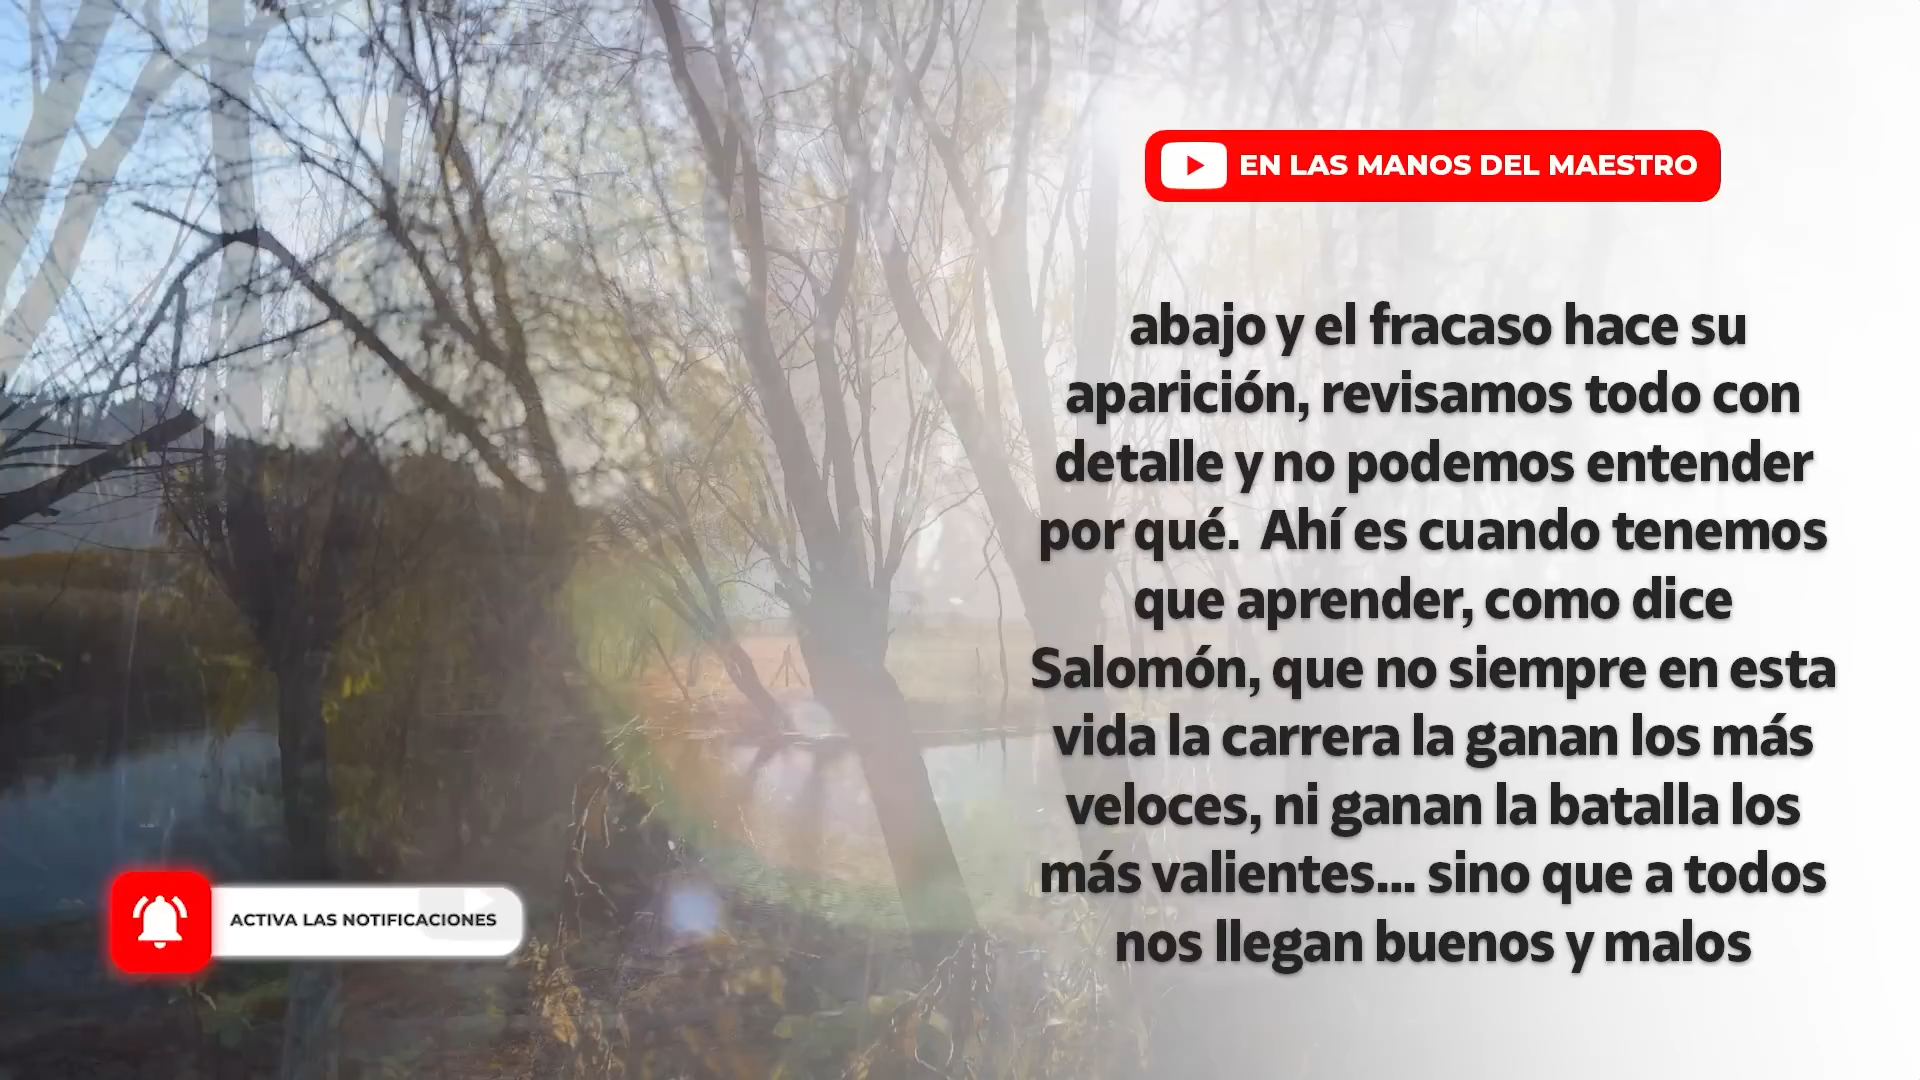 EN LAS MANOS DEL MAESTRO
abajo y el fracaso hace su
aparición, revisamos todo con
detalle y no podemos entender
por qué.  Ahí es cuando tenemos
que aprender, como dice
Salomón, que no siempre en esta
vida la carrera la ganan los más
veloces, ni ganan la batalla los
más valientes... sino que a todos
nos llegan buenos y malos
ACTIVA LAS NOTIFICACIONES